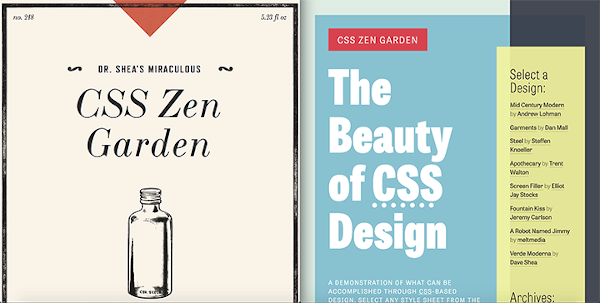 no. 218
5.23 fl oz
DR. SHEA'S MIRACULOUS
CSS Zen
Garden
CSS ZEN GARDEN
The
Beauty
of CSS
Design
A DEMONSTRATION OF WHAT CAN BE
ACCOMPLISHED THROUGH CSS-BASED
DESIGN. SELECT ANY STYLE SHEET FROM THE
Select a
Design:
Mid Century Modern
by Andrew Lohman
Garments by Dan Mall
Steel by Steffen
Knoeller
Apothecary by Trent
Walton
Screen Filler by Elliot
Jay Stocks
Fountain Kiss by
Jeremy Carlson
A Robot Named Jimmy
by meltmedia
Verde Moderna by
Dave Shea
Archives: